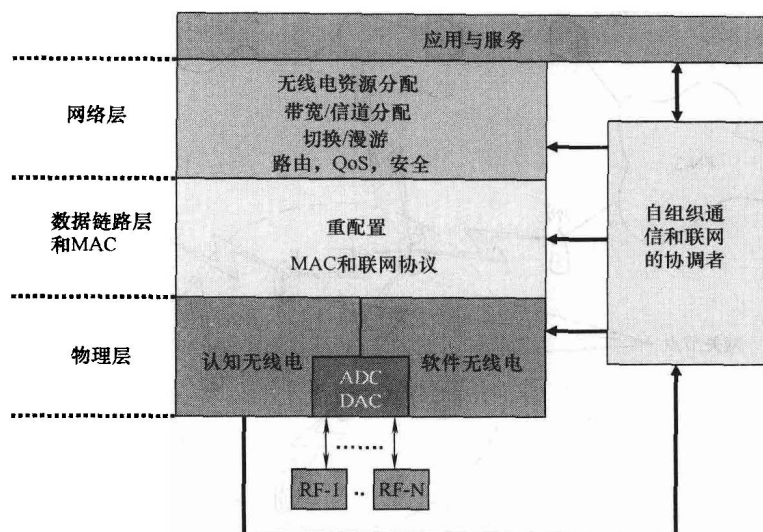 应用与服务
网络层
无线电资源分配
带宽/信道分配
切换/漫游
路由，QoS，安全
数据链路层
和MAC
重配置
MAC和联网协议
自组织通
信和联网
的协调者
物理层
认知无线电
软件无线电
ADC
DAC
RF-1
..
RF-N